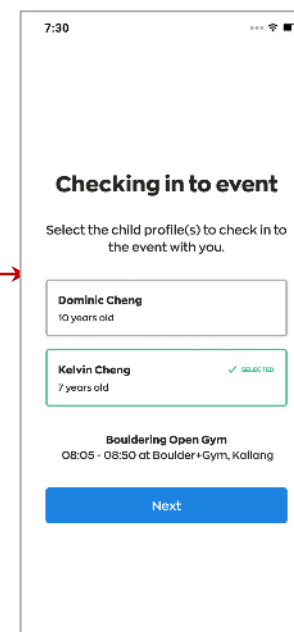 7:30
Checking in to event
Select the child profile(s) to check in to
the event with you.
Dominic Cheng
10 years old
Kelvin Cheng
✓ SELECTED
7 years old
Bouldering Open Gym
08:05 - 08:50 at Boulder+Gym, Kallang
Next